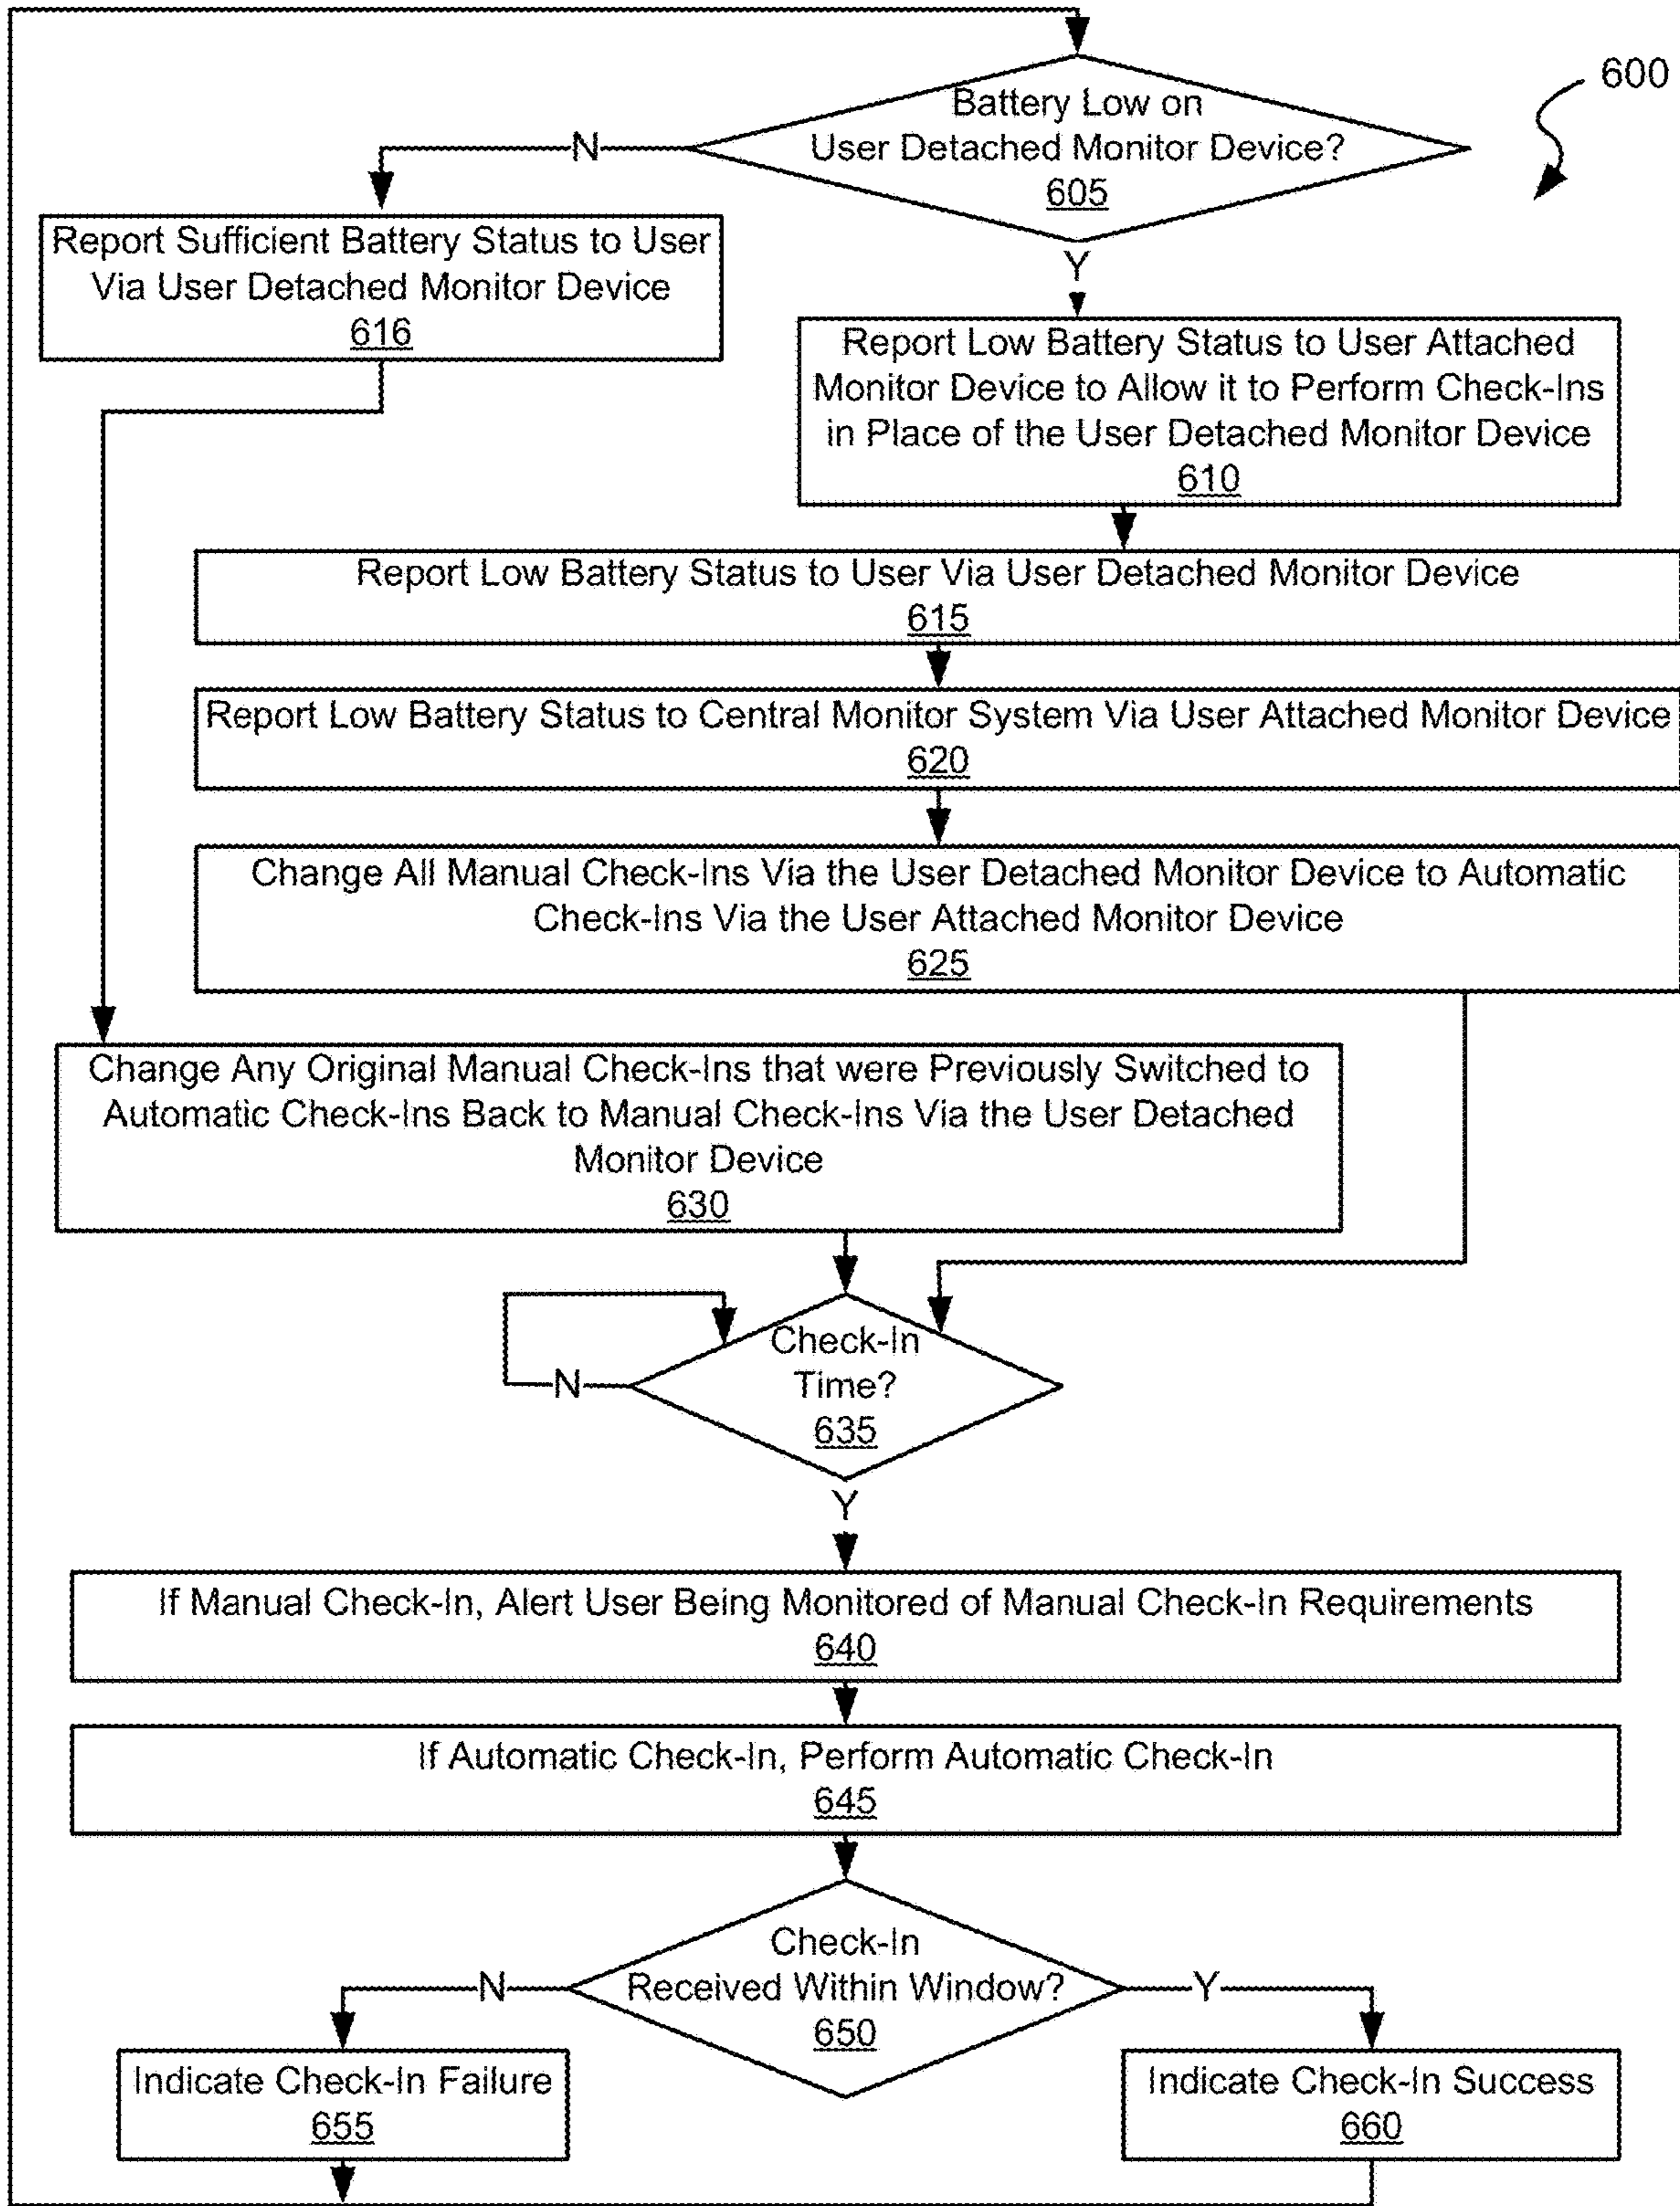 600
Battery Low on
User Detached Monitor Device?
605
N
Y
Report Sufficient Battery Status to User
Via User Detached Monitor Device
616
Report Low Battery Status to User Attached
Monitor Device to Allow it to Perform Check-Ins
in Place of the User Detached Monitor Device
610
Report Low Battery Status to User Via User Detached Monitor Device
615
Report Low Battery Status to Central Monitor System Via User Attached Monitor Device
620
Change All Manual Check-Ins Via the User Detached Monitor Device to Automatic
Check-Ins Via the User Attached Monitor Device
625
Change Any Original Manual Check-Ins that were Previously Switched to
Automatic Check-Ins Back to Manual Check-Ins Via the User Detached
Monitor Device
630
Check-In
Time?
635
N
Y
If Manual Check-In, Alert User Being Monitored of Manual Check-In Requirements
640
If Automatic Check-In, Perform Automatic Check-In
645
Check-In
Received Within Window?
650
N
Y
Indicate Check-In Failure
655
Indicate Check-In Success
660